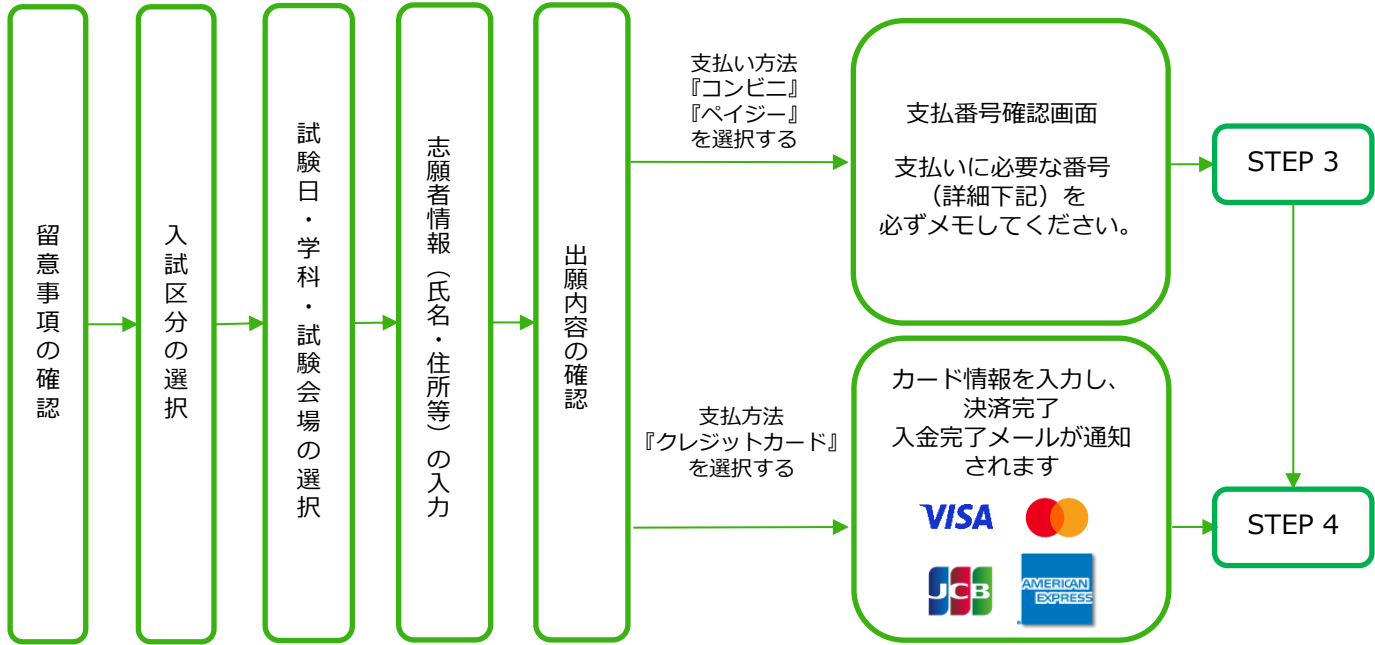 留意事項の確認
入試区分の選択
試験日・学科・試験会場の選択
志願者情報（氏名・住所等）の入力
出願内容の確認
支払い方法
『コンビニ』
『ペイジー』
を選択する
支払番号確認画面
支払いに必要な番号
（詳細下記）を
必ずメモしてください。
STEP 3
支払方法
『クレジットカード』
を選択する
カード情報を入力し、
決済完了
入金完了メールが通知
されます
VISA
JCB
AMERICAN
EXPRESS
STEP 4